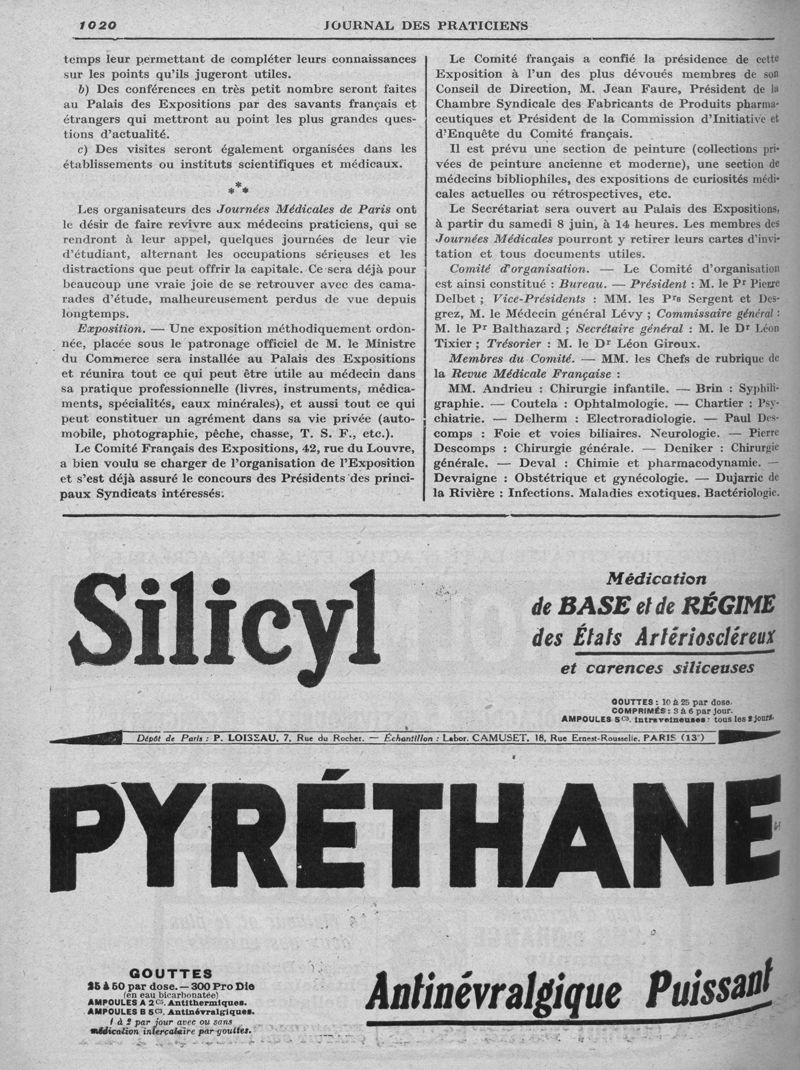 1020
JOURNAL DES PRATICIENS
temps leur permettant de compléter leurs connaissances
sur les points qu'ils jugeront utiles.
b) Des conférences en très petit nombre seront faites
au Palais des Expositions par des savants français et
étrangers qui mettront au point les plus grandes ques-
tions d'actualité.
c) Des visites seront également organisées dans les
établissements ou instituts scientifiques et médicaux.
***
Les organisateurs des Journées Médicales de Paris ont
le désir de faire revivre aux médecins praticiens, qui se
rendront à leur appel, quelques journées de leur vie
d'étudiant, alternant les occupations sérieuses et les
distractions que peut offrir la capitale. Ce sera déjà pour
beaucoup une vraie joie de se retrouver avec des cama-
rades d'étude, malheureusement perdus de vue depuis
longtemps.
Exposition. — Une exposition méthodiquement ordon-
née, placée sous le patronage officiel de M. le Ministre
du Commerce sera installée au Palais des Expositions
et réunira tout ce qui peut être utile au médecin dans
sa pratique professionnelle (livres, instruments, médica-
ments, spécialités, eaux minérales), et aussi tout ce qui
peut constituer un agrément dans sa vie privée (auto-
mobile, photographie, pêche, chasse, T. S. F., etc.).
Le Comité Français des Expositions, 42, rue du Louvre,
a bien voulu se charger de l'organisation de l'Exposition
et s'est déjà assuré le concours des Présidents des princi-
paux Syndicats intéressés.
Le Comité français a confié la présidence de cette
Exposition à l'un des plus dévoués membres de son
Conseil de Direction, M. Jean Faure, Président de la
Chambre Syndicale des Fabricants de Produits pharma-
ceutiques et Président de la Commission d'Initiative et
d'Enquête du Comité français.
Il est prévu une section de peinture (collections pri-
vées de peinture ancienne et moderne), une section de
médecins bibliophiles, des expositions de curiosités médi-
cales actuelles ou rétrospectives, etc.
Le Secrétariat sera ouvert au Palais des Expositions,
à partir du samedi 8 juin, à 14 heures. Les membres des
Journées Médicales pourront y retirer leurs cartes d'invi-
tation et tous documents utiles.
Comité d'organisation. — Le Comité d'organisation
est ainsi constitué : Bureau. — Président : M. le Pr Pierre
Delbet ; Vice-Présidents : MM. les Prs Sergent et Des-
grez, M. le Médecin général Lévy ; Commissaire général :
M. le Pr Balthazard ; Secrétaire général : M. le Dr Léon
Tixier ; Trésorier : M. le Dr Léon Giroux.
Membres du Comité. — MM. les Chefs de rubrique de
la Revue Médicale Française :
MM. Andrieu : Chirurgie infantile. — Brin : Syphili-
graphie. — Coutela : Ophtalmologie. — Chartier : Psy-
chiatrie. — Delherm : Electroradiologie. — Paul Des-
comps : Foie et voies biliaires. Neurologie. — Pierre
Descomps : Chirurgie générale. — Deniker : Chirurgie
générale. — Deval : Chimie et pharmacodynamie. —
Devraigne : Obstétrique et gynécologie. — Dujarric de
la Rivière : Infections. Maladies exotiques. Bactériologie.
Silicyl
Médication
de BASE et de RÉGIME
des États Artérioscléreux
et carences siliceuses
GOUTTES : 10 à 25 par dose.
COMPRIMÉS : 3 à 6 par jour.
AMPOULES 5cc. intraveineuses : tous les 2 jours.
Dépôt de Paris : P. LOISEAU, 7, Rue du Rocher. — Échantillon : Labor. CAMUSET, 18, Rue Ernest-Rousselle, PARIS (13e)
PYRÉTHANE
GOUTTES
25 à 50 par dose. — 300 Pro Die
(en eau bicarbonatée)
AMPOULES A 2cc. Antithermiques.
AMPOULES B 5cc. Antinévralgiques.
1 à 2 par jour avec ou sans
médication intercalaire par gouttes.
Antinévralgique Puissant